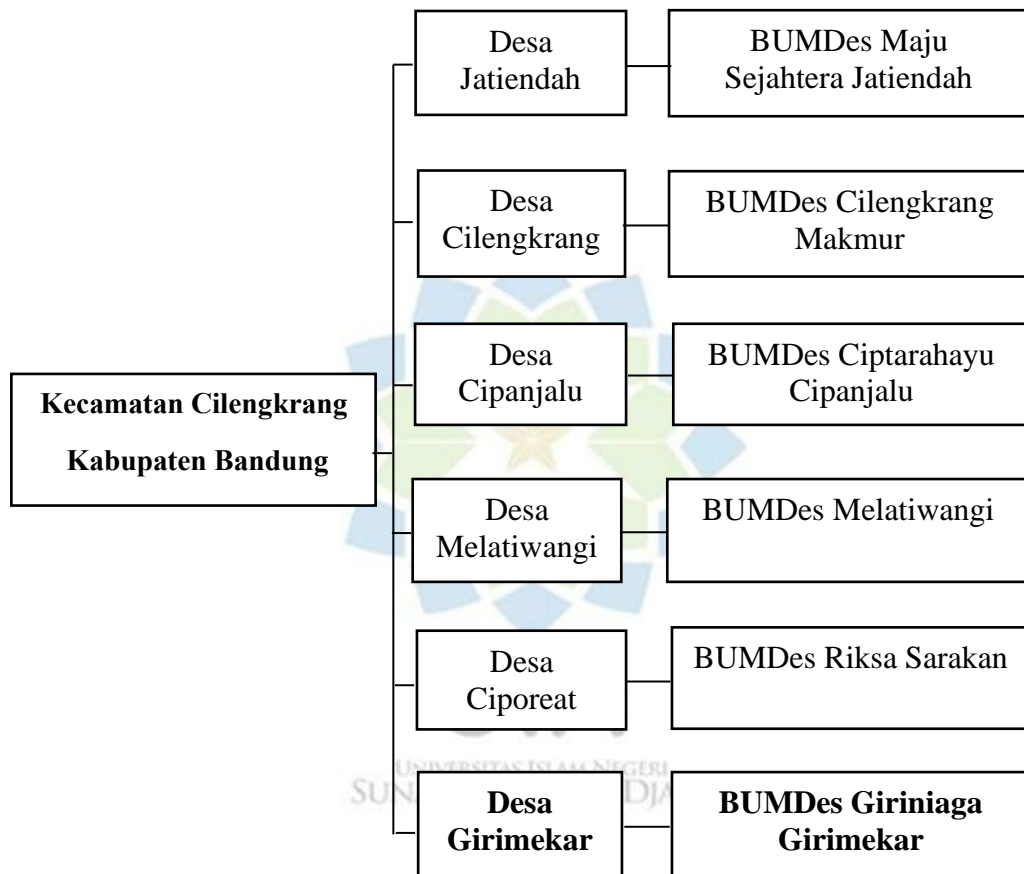 Desa
Jatiendah
BUMDes Maju
Sejahtera Jatiendah
Desa
Cilengkrang
BUMDes Cilengkrang
Makmur
Desa
Cipanjalu
BUMDes Ciptarahayu
Cipanjalu
Kecamatan Cilengkrang
Kabupaten Bandung
Desa
Melatiwangi
BUMDes Melatiwangi
Desa
Ciporeat
BUMDes Riksa Sarakan
UNIVERSITAS ISLAM NEGERI
Desa
Girimekar
BUMDes Giriniaga
Girimekar